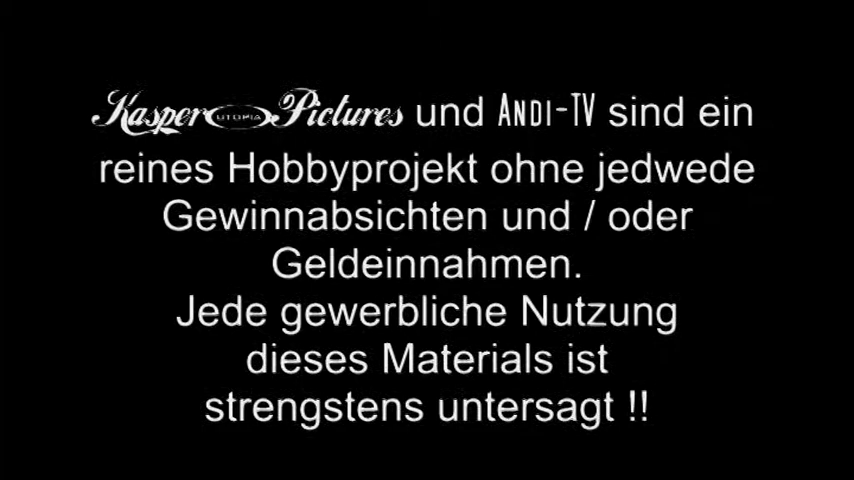 Kasper UTOPIA Pictures und ANDI-TV sind ein
reines Hobbyprojekt ohne jedwede
Gewinnabsichten und / oder
Geldeinnahmen.
Jede gewerbliche Nutzung
dieses Materials ist
strengstens untersagt !!